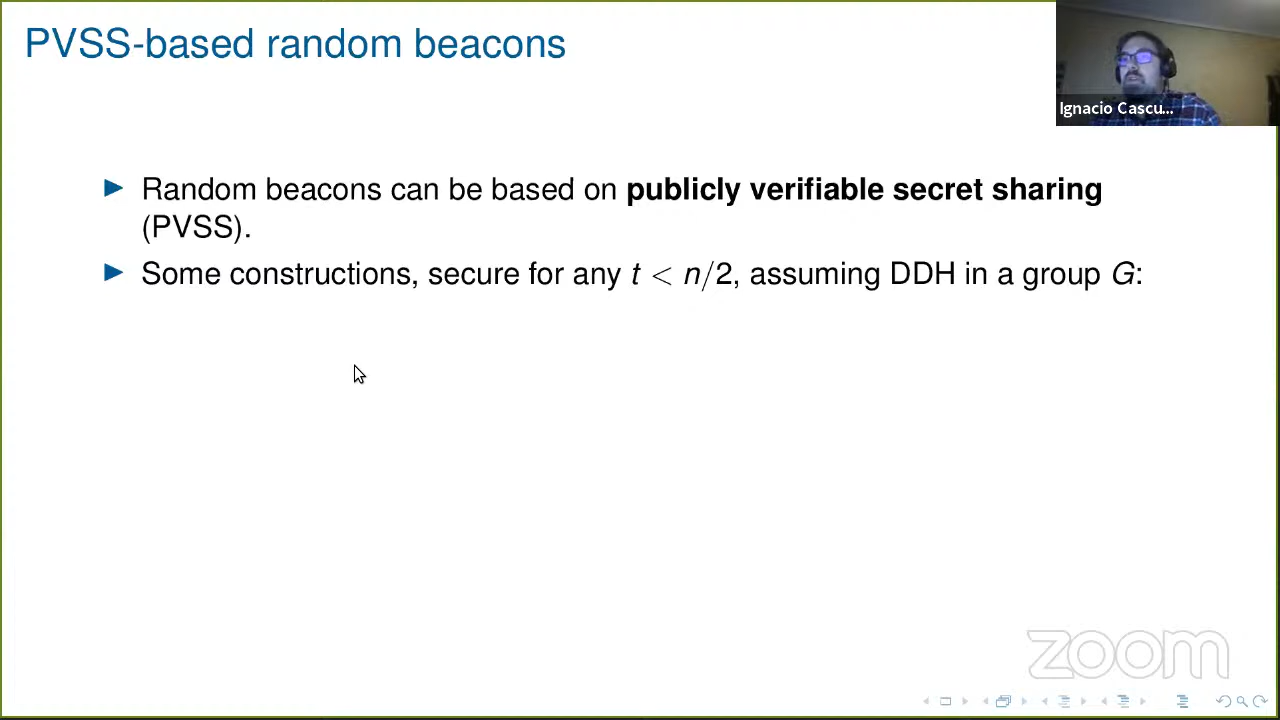 PVSS-based random beacons
Ignacio Cascu...
▶ Random beacons can be based on publicly verifiable secret sharing
(PVSS).
▶ Some constructions, secure for any t < n/2, assuming DDH in a group G:
zoom